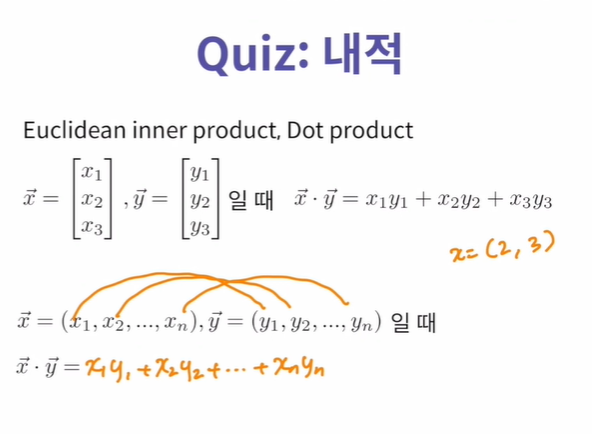 Quiz: 내적
Euclidean inner product, Dot product
$\vec{x} = \begin{bmatrix} x_1 \\ x_2 \\ x_3 \end{bmatrix}, \vec{y} = \begin{bmatrix} y_1 \\ y_2 \\ y_3 \end{bmatrix}$ 일 때 $\vec{x} \cdot \vec{y} = x_1y_1 + x_2y_2 + x_3y_3$
x = (2, 3)
$\vec{x} = (x_1, x_2, ..., x_n), \vec{y} = (y_1, y_2, ..., y_n)$ 일 때
$\vec{x} \cdot \vec{y} = x_1y_1 + x_2y_2 + \cdots + x_ny_n$